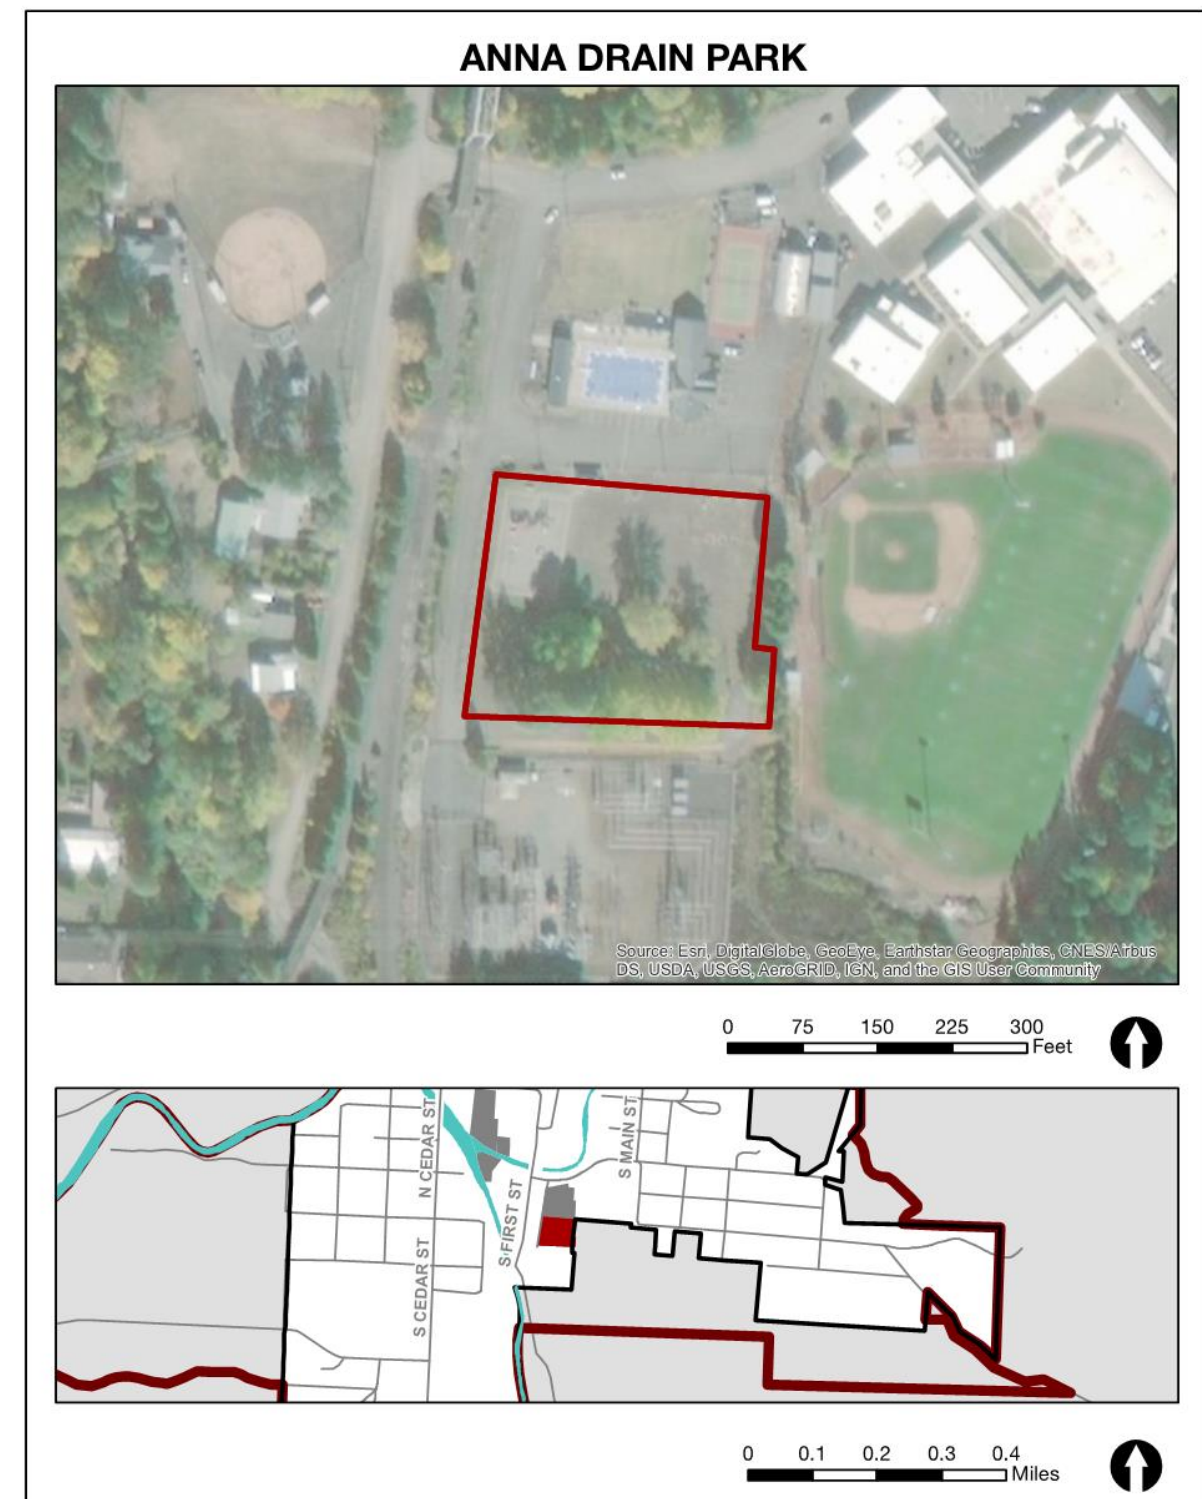 ANNA DRAIN PARK
Source: Esri, DigitalGlobe, GeoEye, Earthstar Geographics, CNES/Airbus
DS, USDA, USGS, AeroGRID, IGN, and the GIS User Community
0 75 150 225 300
Feet
N CEDAR ST
S MAIN ST
S FIRST ST
S CEDAR ST
0 0.1 0.2 0.3 0.4
Miles